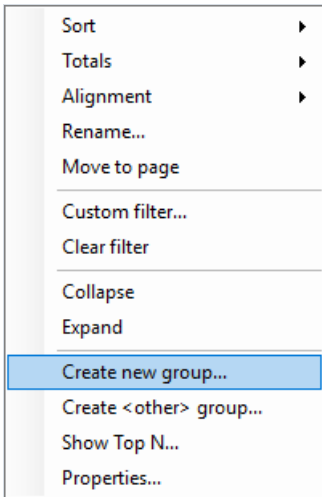 Sort
Totals
Alignment
Rename...
Move to page
Custom filter...
Clear filter
Collapse
Expand
Create new group...
Create <other> group...
Show Top N...
Properties...